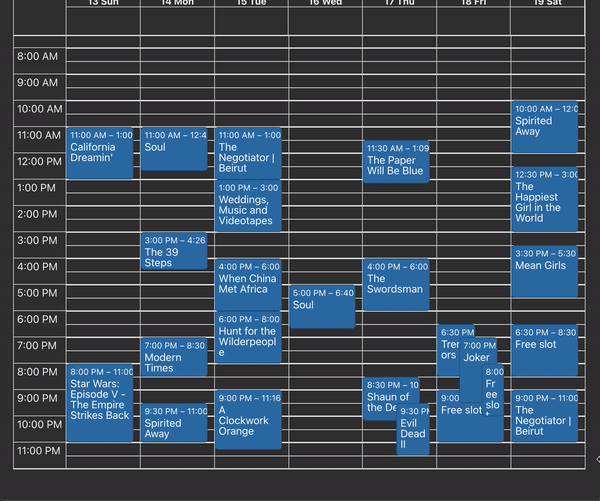 13 Sun
14 Mon
15 Tue
16 Wed
17 Thu
18 Fri
19 Sat
8:00 AM
9:00 AM
10:00 AM
11:00 AM
12:00 PM
1:00 PM
2:00 PM
3:00 PM
4:00 PM
5:00 PM
6:00 PM
7:00 PM
8:00 PM
9:00 PM
10:00 PM
11:00 PM
11:00 AM – 1:00
California
Dreamin'
8:00 PM – 11:00
Star Wars:
Episode V -
The Empire
Strikes Back
11:00 AM – 12:4
Soul
3:00 PM – 4:26
The 39
Steps
7:00 PM – 8:30
Modern
Times
9:30 PM – 11:00
Spirited
Away
11:00 AM – 1:00
The
Negotiator |
Beirut
1:00 PM – 3:00
Weddings,
Music and
Videotapes
4:00 PM – 6:00
When China
Met Africa
6:00 PM – 8:00
Hunt for the
Wilderpeopl
e
9:00 PM – 11:16
A
Clockwork
Orange
5:00 PM – 6:40
Soul
11:30 AM – 1:09
The Paper
Will Be Blue
4:00 PM – 6:00
The
Swordsman
8:30 PM – 10
Shaun of
the De
9:30 PM
Evil
Dead
II
6:30 PM
Trem
ors
7:00 PM
Joker
8:00
Fr
ee
slo
9:00
Free slot
10:00 AM – 12:0
Spirited
Away
12:30 PM – 3:00
The
Happiest
Girl in the
World
3:30 PM – 5:30
Mean Girls
6:30 PM – 8:30
Free slot
9:00 PM – 11:00
The
Negotiator |
Beirut